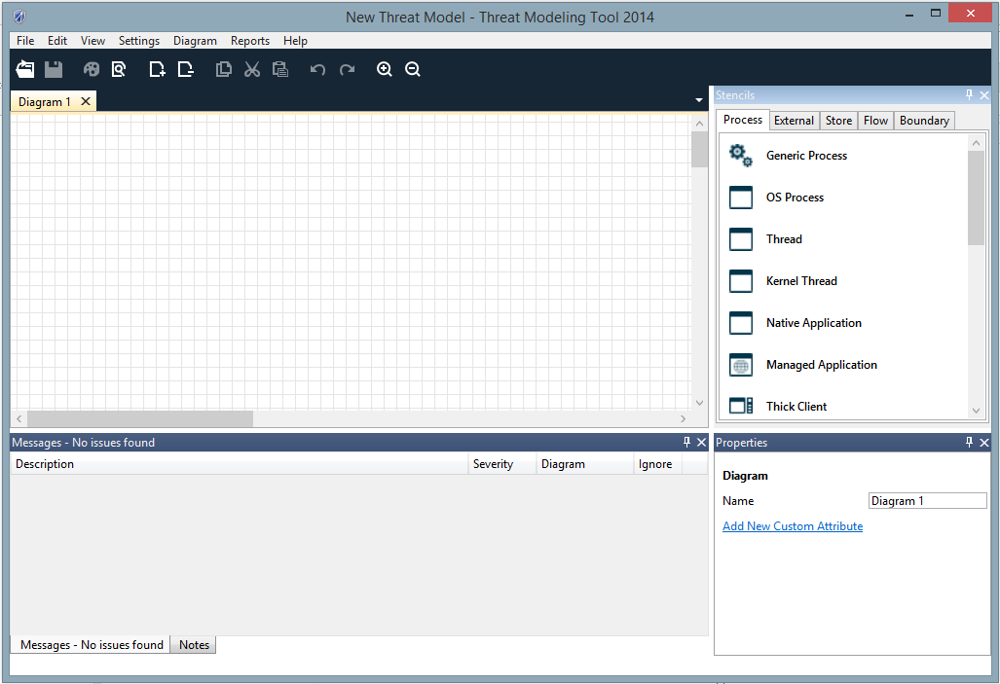 New Threat Model - Threat Modeling Tool 2014
File Edit View Settings Diagram Reports Help
Diagram 1
Stencils
Process External Store Flow Boundary
Generic Process
OS Process
Thread
Kernel Thread
Native Application
Managed Application
Thick Client
Messages - No issues found
Description Severity Diagram Ignore
Messages - No issues found Notes
Properties
Diagram
Name Diagram 1
Add New Custom Attribute